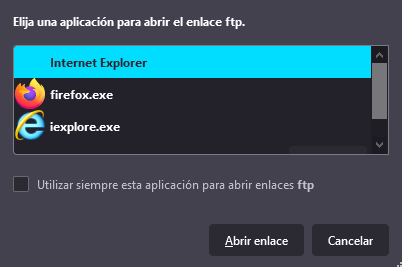 Elija una aplicación para abrir el enlace ftp.
Internet Explorer
firefox.exe
iexplore.exe
Utilizar siempre esta aplicación para abrir enlaces ftp
Abrir enlace
Cancelar